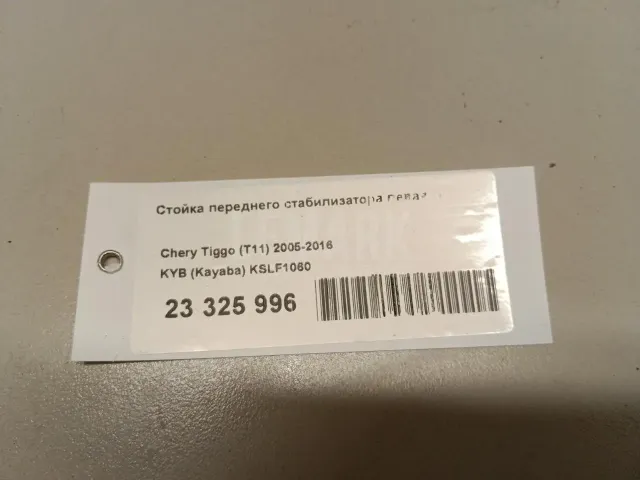 Стойка переднего стабилизатора левая
Chery Tiggo (T11) 2005-2016
KYB (Kayaba) KSLF1060
23 325 996